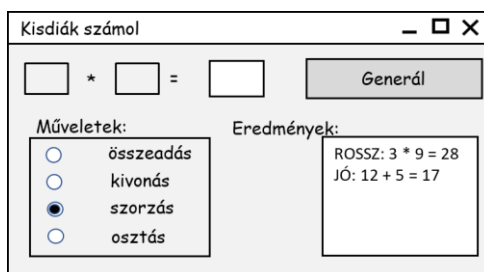 Kisdiák számol
* =
Generál
Műveletek:
összeadás
kivonás
szorzás
osztás
Eredmények:
ROSSZ: 3 * 9 = 28
JÓ: 12 + 5 = 17